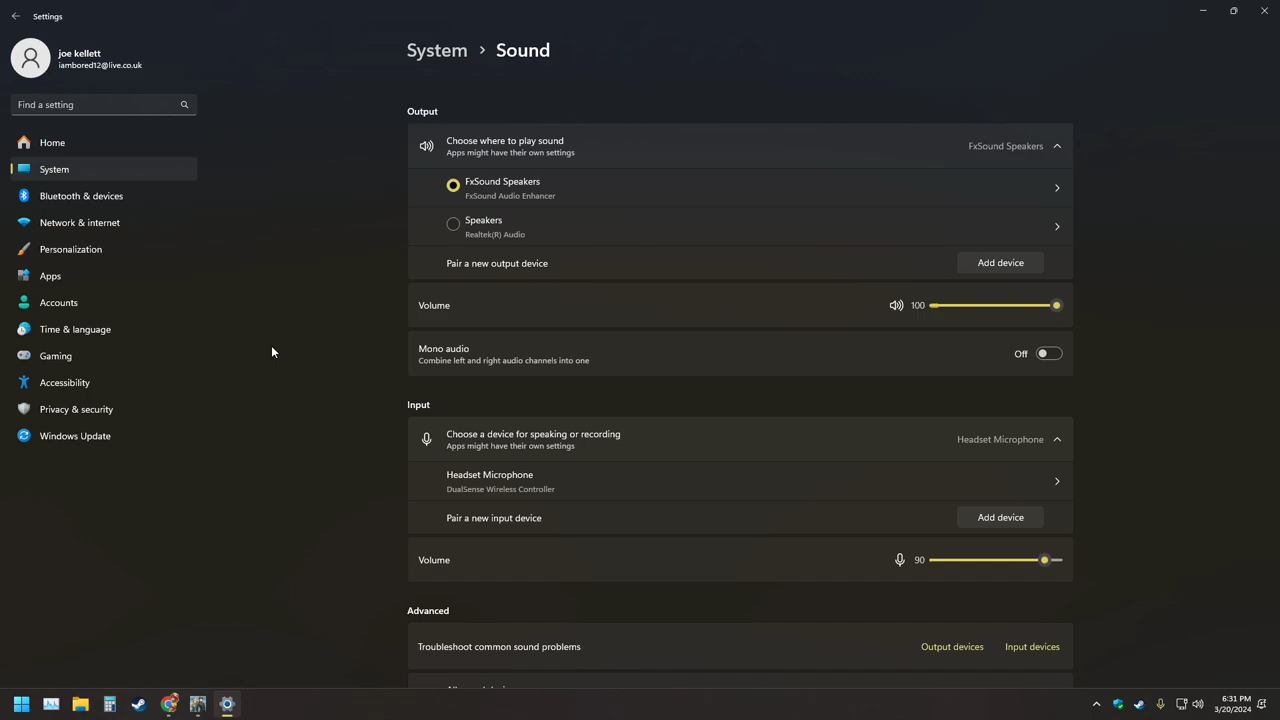 Settings
joe kellett
iambored12@live.co.uk
Find a setting
Home
System
Bluetooth & devices
Network & internet
Personalization
Apps
Accounts
Time & language
Gaming
Accessibility
Privacy & security
Windows Update
System > Sound
Output
Choose where to play sound
Apps might have their own settings
FxSound Speakers
FxSound Speakers
FxSound Audio Enhancer
Speakers
Realtek(R) Audio
Pair a new output device
Add device
Volume
100
Mono audio
Combine left and right audio channels into one
Off
Input
Choose a device for speaking or recording
Apps might have their own settings
Headset Microphone
Headset Microphone
DualSense Wireless Controller
Pair a new input device
Add device
Volume
90
Advanced
Troubleshoot common sound problems
Output devices
Input devices
6:31 PM
3/20/2024